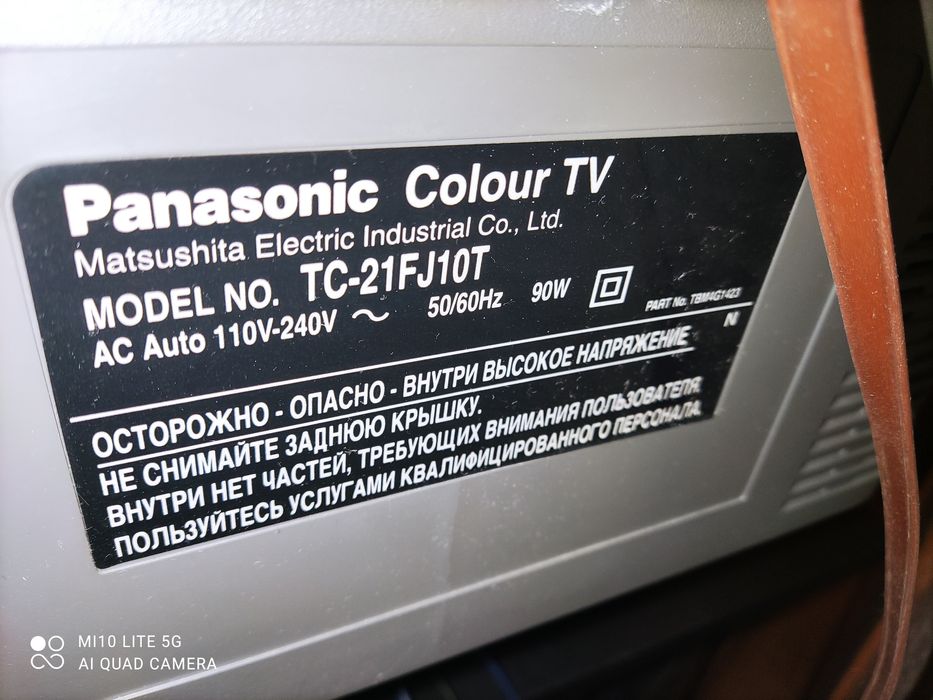 Panasonic Colour TV
Matsushita Electric Industrial Co., Ltd.
MODEL NO. TC-21FJ10T
AC Auto 110V-240V ~ 50/60Hz 90W
PART No. TBM4G1423
N
ОСТОРОЖНО - ОПАСНО - ВНУТРИ ВЫСОКОЕ НАПРЯЖЕНИЕ
НЕ СНИМАЙТЕ ЗАДНЮЮ КРЫШКУ.
ВНУТРИ НЕТ ЧАСТЕЙ, ТРЕБУЮЩИХ ВНИМАНИЯ ПОЛЬЗОВАТЕЛЯ.
ПОЛЬЗУЙТЕСЬ УСЛУГАМИ КВАЛИФИЦИРОВАННОГО ПЕРСОНАЛА.
MI10 LITE 5G
AI QUAD CAMERA